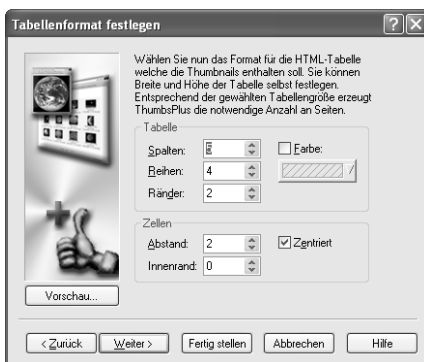 Tabellenformat festlegen
Wählen Sie nun das Format für die HTML-Tabelle
welche die Thumbnails enthalten soll. Sie können
Breite und Höhe der Tabelle selbst festlegen.
Entsprechend der gewählten Tabellengröße erzeugt
ThumbsPlus die notwendige Anzahl an Seiten.
Tabelle
Spalten:
Farbe:
Reihen: 4
Ränder: 2
Zellen
Abstand: 2
Zentriert
Innenrand: 0
Vorschau...
< Zurück
Weiter >
Fertig stellen
Abbrechen
Hilfe